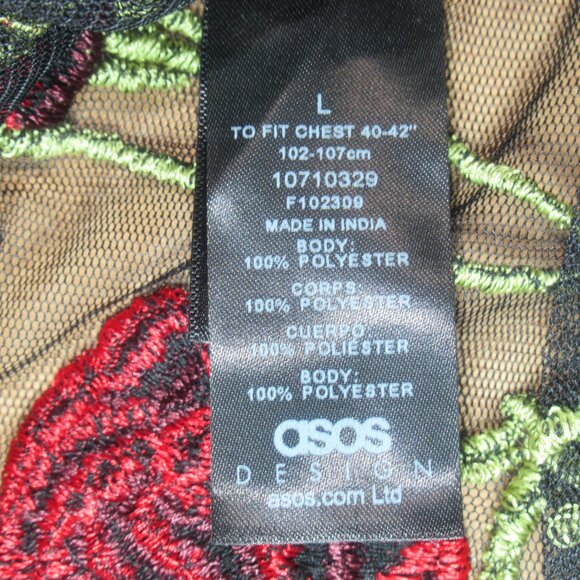 L
TO FIT CHEST 40-42"
102-107cm
10710329
F102309
MADE IN INDIA
BODY:
100% POLYESTER
CORPS:
100% POLYESTER
CUERPO:
100% POLIESTER
BODY:
100% POLYESTER
asos
DESIGN
asos.com Ltd